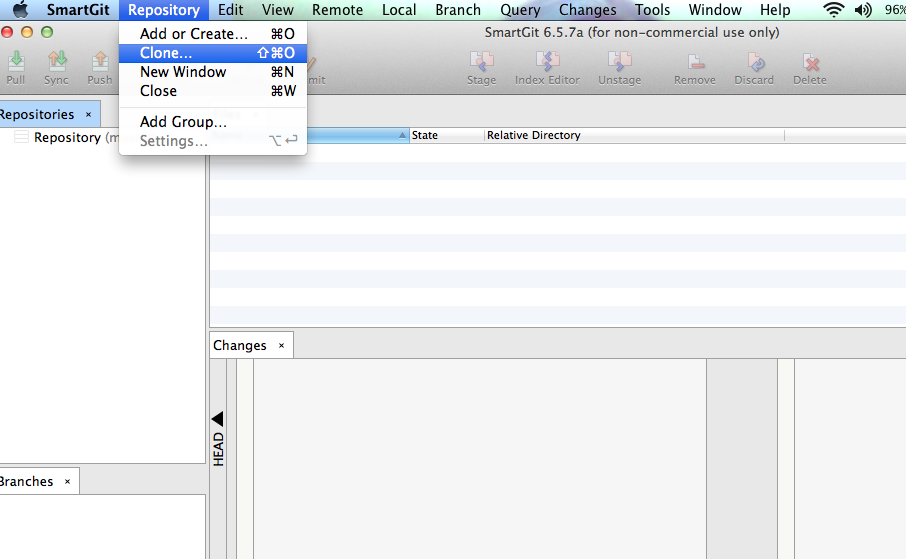 SmartGit Repository Edit View Remote Local Branch Query Changes Tools Window Help 96%
SmartGit 6.5.7a (for non-commercial use only)
Add or Create... ⌘O
Clone... ⇧⌘O
New Window ⌘N
Close ⌘W
Add Group...
Settings... ⌥↩
Pull Sync Push mit Stage Index Editor Unstage Remove Discard Delete
Repositories ×
Repository (m
State Relative Directory
Changes ×
HEAD
Branches ×